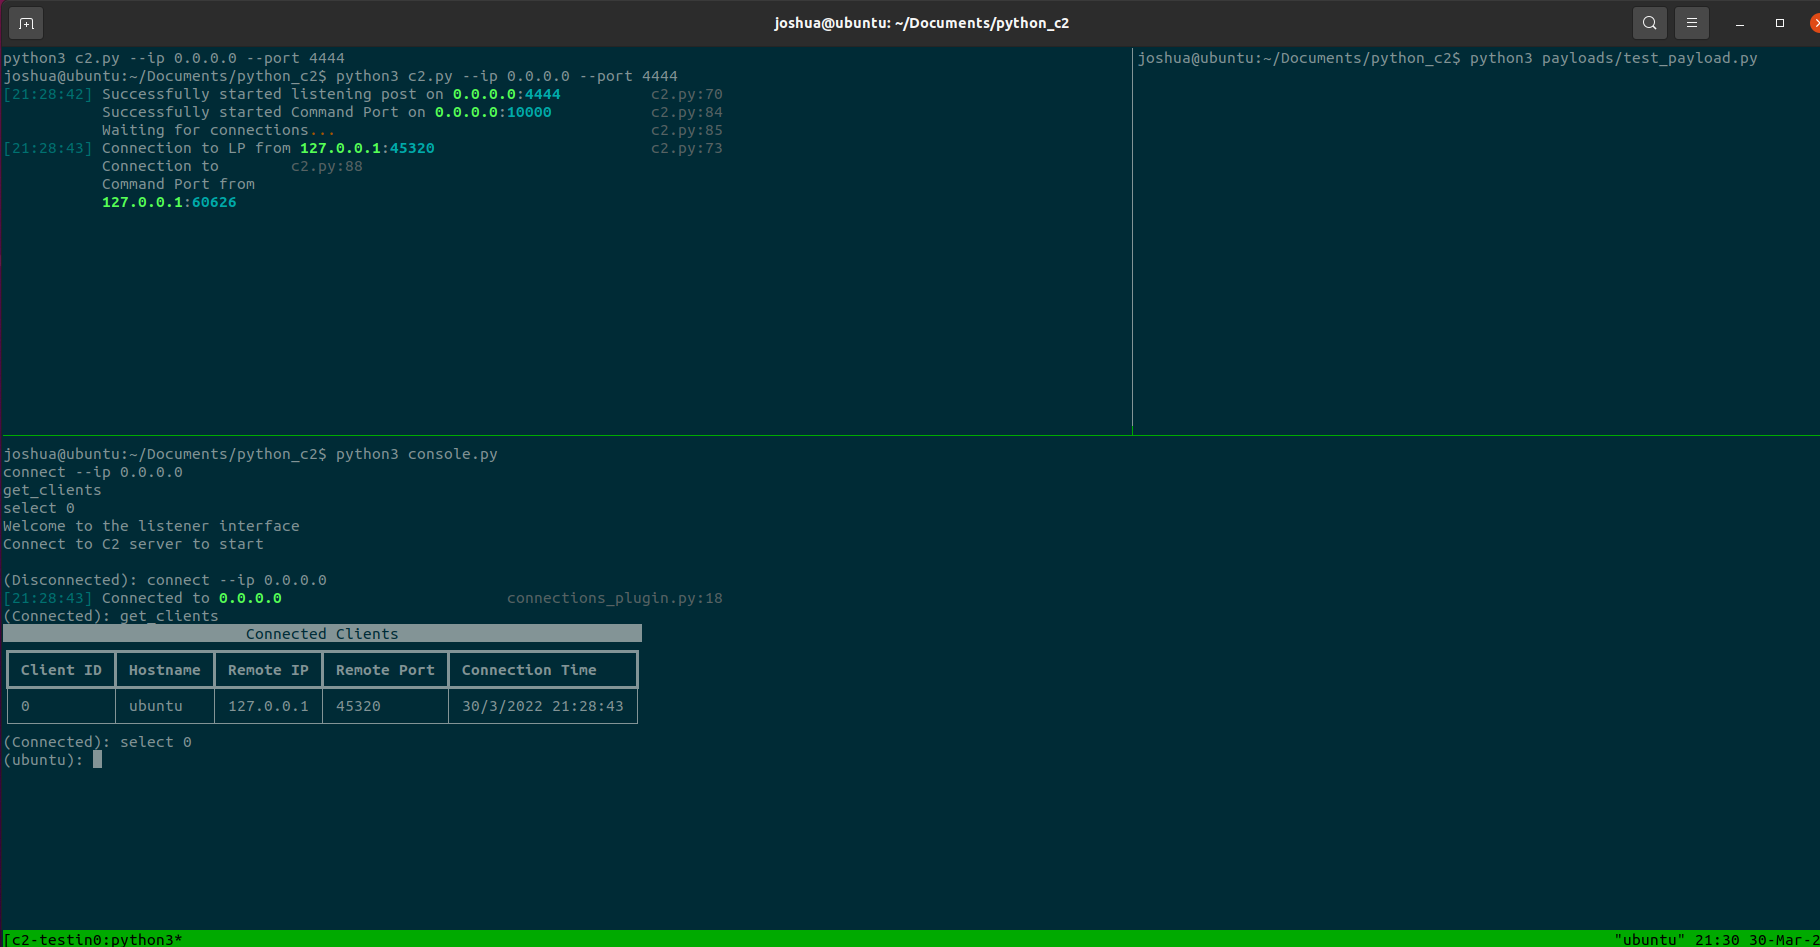 joshua@ubuntu: ~/Documents/python_c2
python3 c2.py --ip 0.0.0.0 --port 4444
joshua@ubuntu:~/Documents/python_c2$ python3 c2.py --ip 0.0.0.0 --port 4444
[21:28:42] Successfully started listening post on 0.0.0.0:4444 c2.py:70
Successfully started Command Port on 0.0.0.0:10000 c2.py:84
Waiting for connections... c2.py:85
[21:28:43] Connection to LP from 127.0.0.1:45320 c2.py:73
Connection to c2.py:88
Command Port from
127.0.0.1:60626
joshua@ubuntu:~/Documents/python_c2$ python3 payloads/test_payload.py
joshua@ubuntu:~/Documents/python_c2$ python3 console.py
connect --ip 0.0.0.0
get_clients
select 0
Welcome to the listener interface
Connect to C2 server to start
(Disconnected): connect --ip 0.0.0.0
[21:28:43] Connected to 0.0.0.0 connections_plugin.py:18
(Connected): get_clients
Connected Clients
Client ID Hostname Remote IP Remote Port Connection Time
0 ubuntu 127.0.0.1 45320 30/3/2022 21:28:43
(Connected): select 0
(ubuntu):
[c2-testin0:python3* "ubuntu" 21:30 30-Mar-2